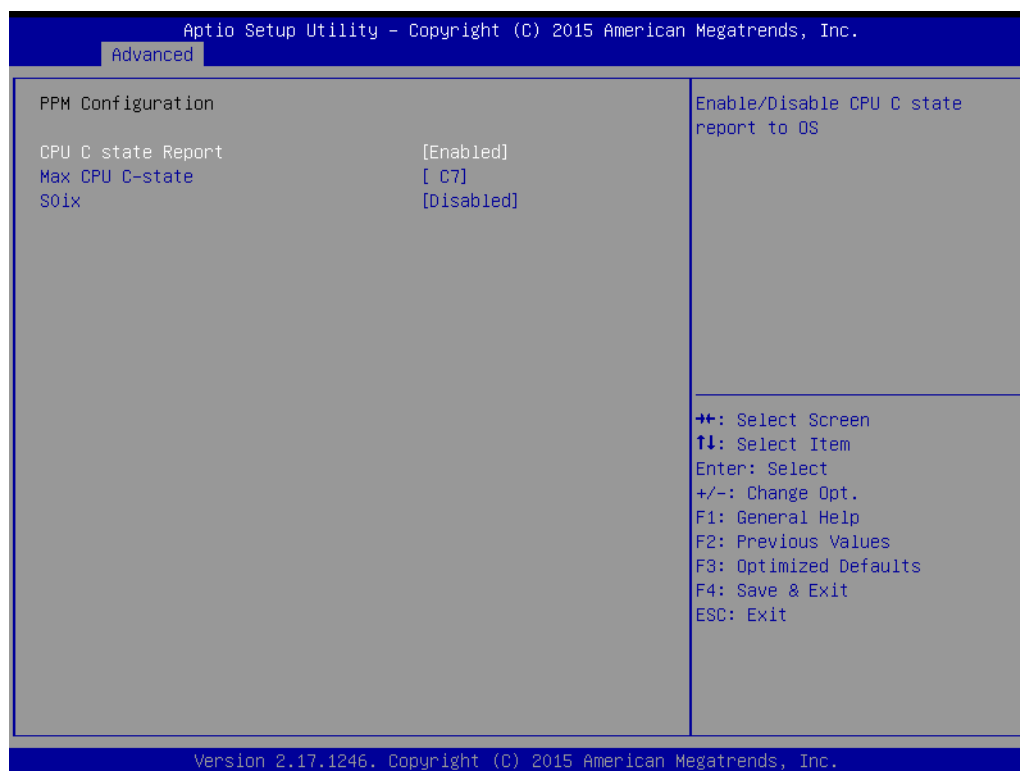 Aptio Setup Utility – Copyright (C) 2015 American Megatrends, Inc.
Advanced
PPM Configuration
CPU C state Report [Enabled]
Max CPU C-state [ C7]
S0ix [Disabled]
Enable/Disable CPU C state
report to OS
→←: Select Screen
↑↓: Select Item
Enter: Select
+/-: Change Opt.
F1: General Help
F2: Previous Values
F3: Optimized Defaults
F4: Save & Exit
ESC: Exit
Version 2.17.1246. Copyright (C) 2015 American Megatrends, Inc.